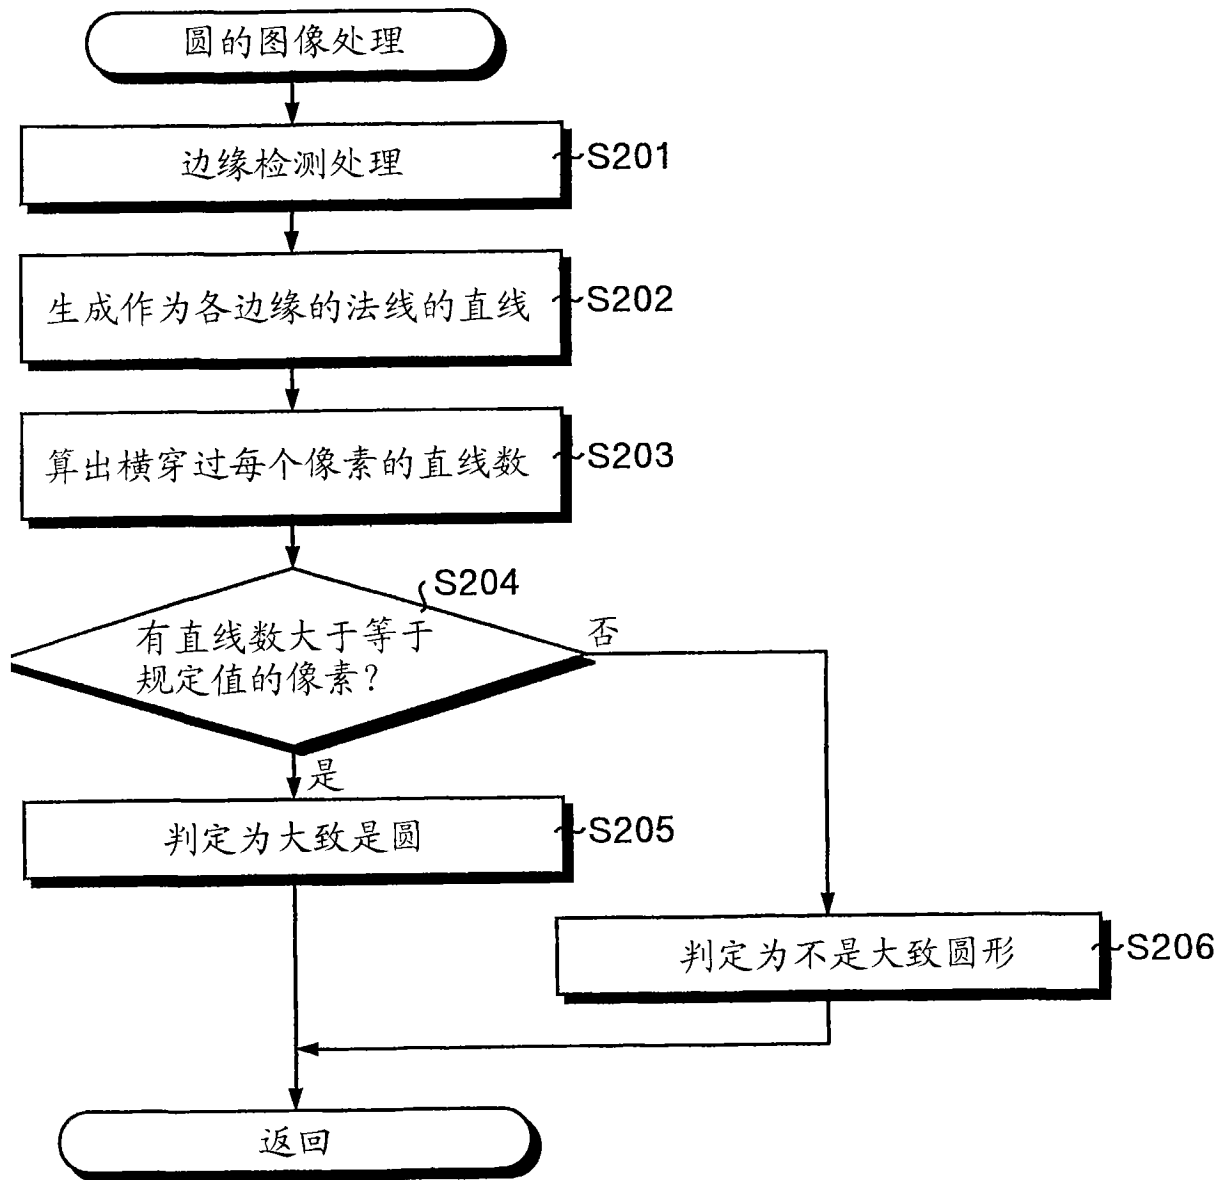 圆的图像处理
边缘检测处理
S201
生成作为各边缘的法线的直线
S202
算出横穿过每个像素的直线数
S203
S204
有直线数大于等于
规定值的像素?
否
是
判定为大致是圆
S205
判定为不是大致圆形
S206
返回